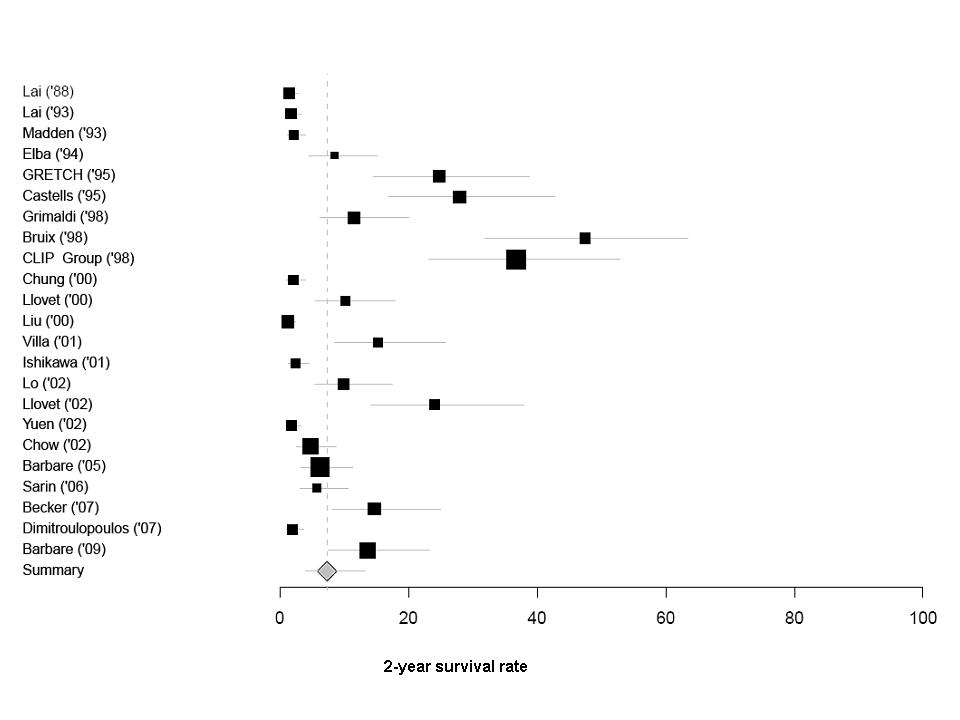 Lai ('88)
Lai ('93)
Madden ('93)
Elba ('94)
GRETCH ('95)
Castells ('95)
Grimaldi ('98)
Bruix ('98)
CLIP  Group ('98)
Chung ('00)
Llovet ('00)
Liu ('00)
Villa ('01)
Ishikawa ('01)
Lo ('02)
Llovet ('02)
Yuen ('02)
Chow ('02)
Barbare ('05)
Sarin ('06)
Becker ('07)
Dimitroulopoulos ('07)
Barbare ('09)
Summary
0 20 40 60 80 100
2-year survival rate